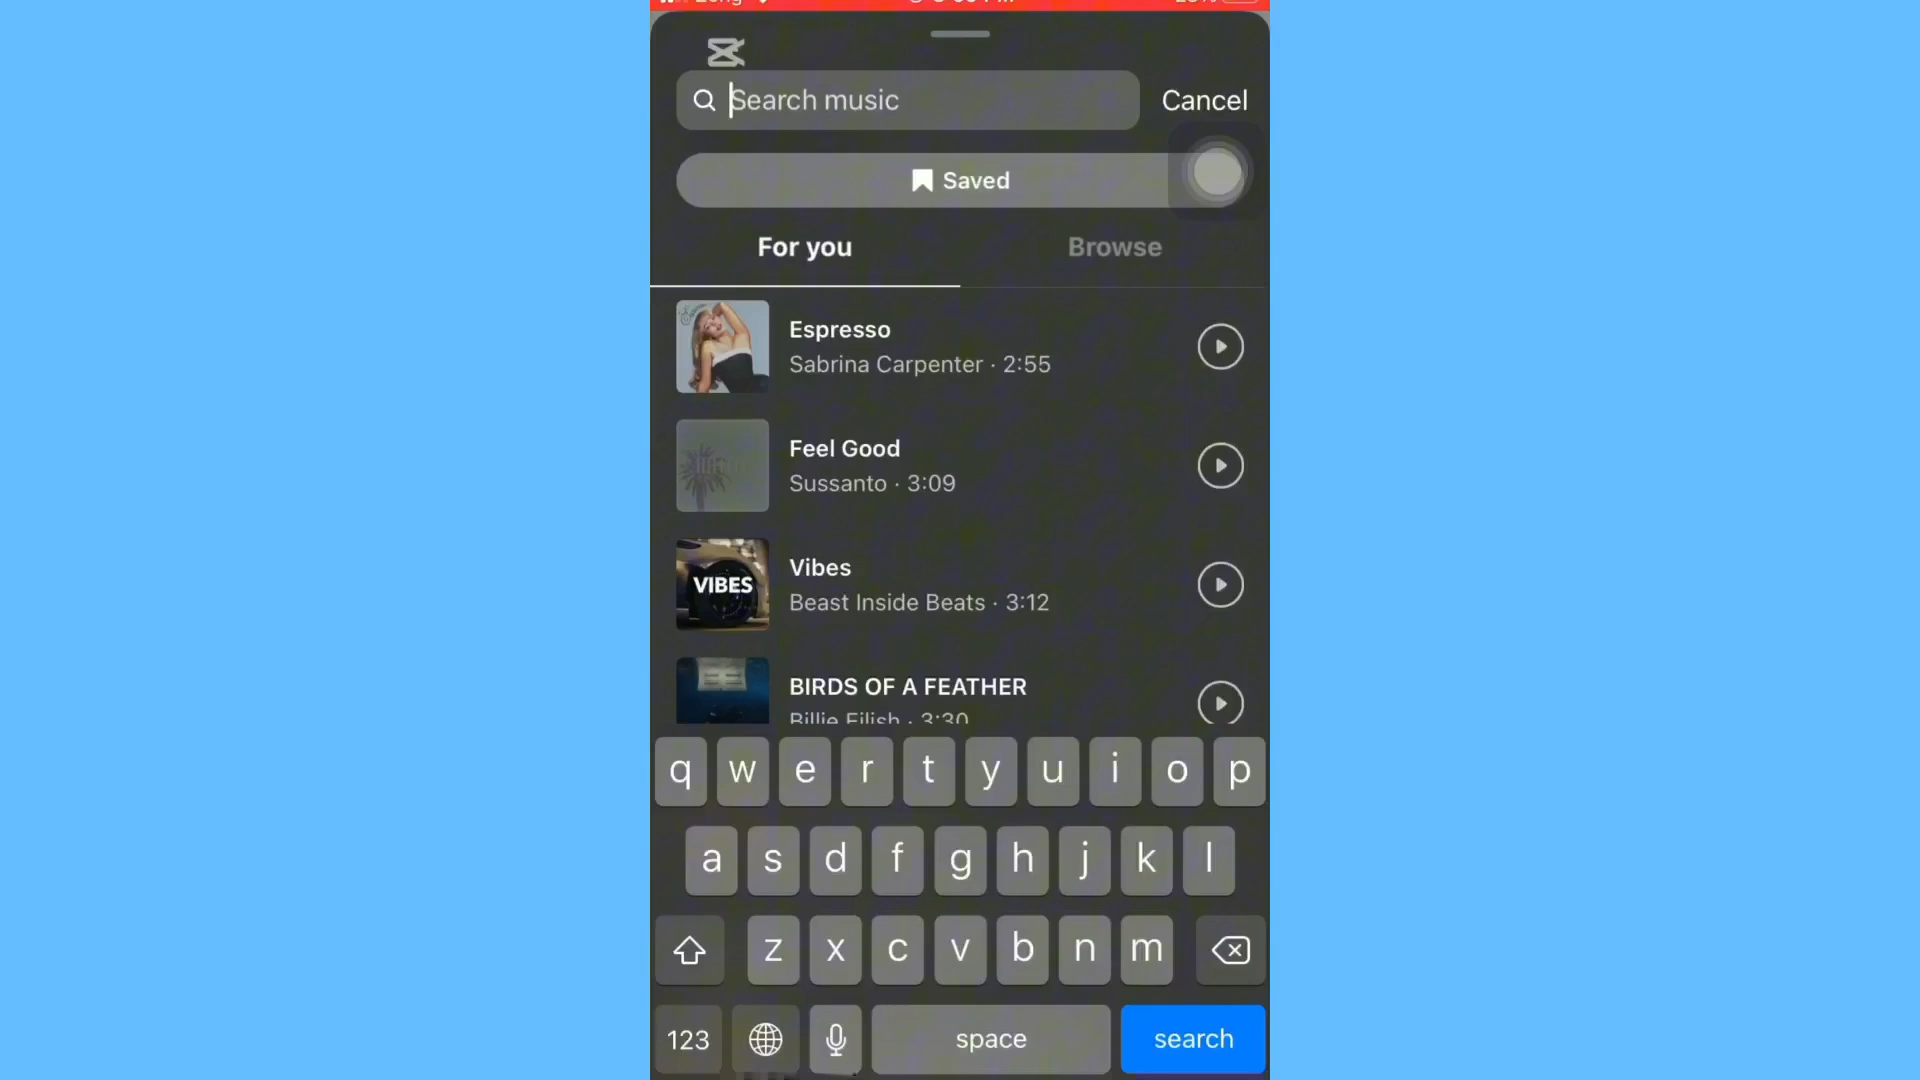 Search music
Cancel
Saved
For you
Browse
Espresso
Sabrina Carpenter · 2:55
Feel Good
Sussanto · 3:09
VIBES
Vibes
Beast Inside Beats · 3:12
BIRDS OF A FEATHER
Billie Eilish · 3:30
q w e r t y u i o p
a s d f g h j k l
z x c v b n m
123
space
search